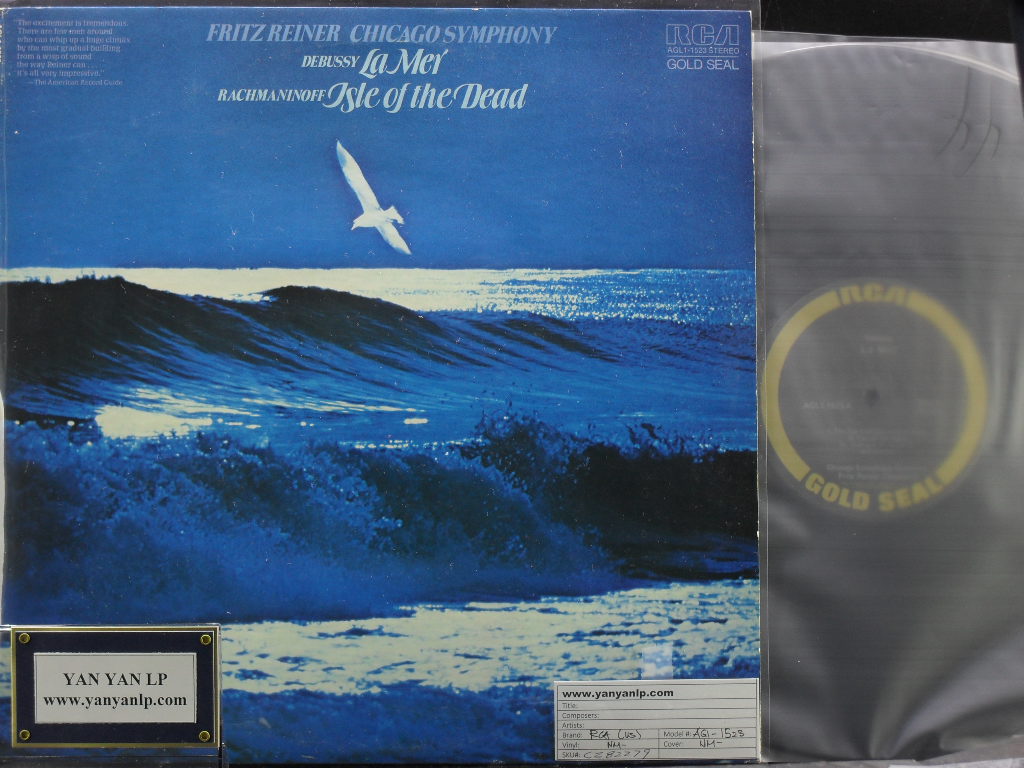 "The excitement is tremendous.
There are few men around
who can whip up a huge climax
by the most gradual building
from a wisp of sound
the way Reiner can . . . .
it's all very impressive."
—The American Record Guide
FRITZ REINER CHICAGO SYMPHONY
DEBUSSY La Mer
RACHMANINOFF Isle of the Dead
RCA
AGL1-1523 STEREO
GOLD SEAL
RCA
GOLD SEAL
YAN YAN LP
www.yanyanlp.com
www.yanyanlp.com
Title:
Composers:
Artists:
Brand: RCA (US) Model #: AGL1-1523
Vinyl: NM- Cover: NM-
SKU#: CZ82279